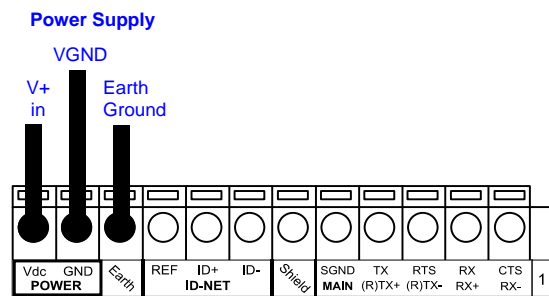 Power Supply
VGND
V+
in
Earth
Ground
Vdc GND Earth REF ID+ ID- Shield SGND TX RTS RX CTS
POWER ID-NET MAIN (R)TX+ (R)TX- RX+ RX- 1